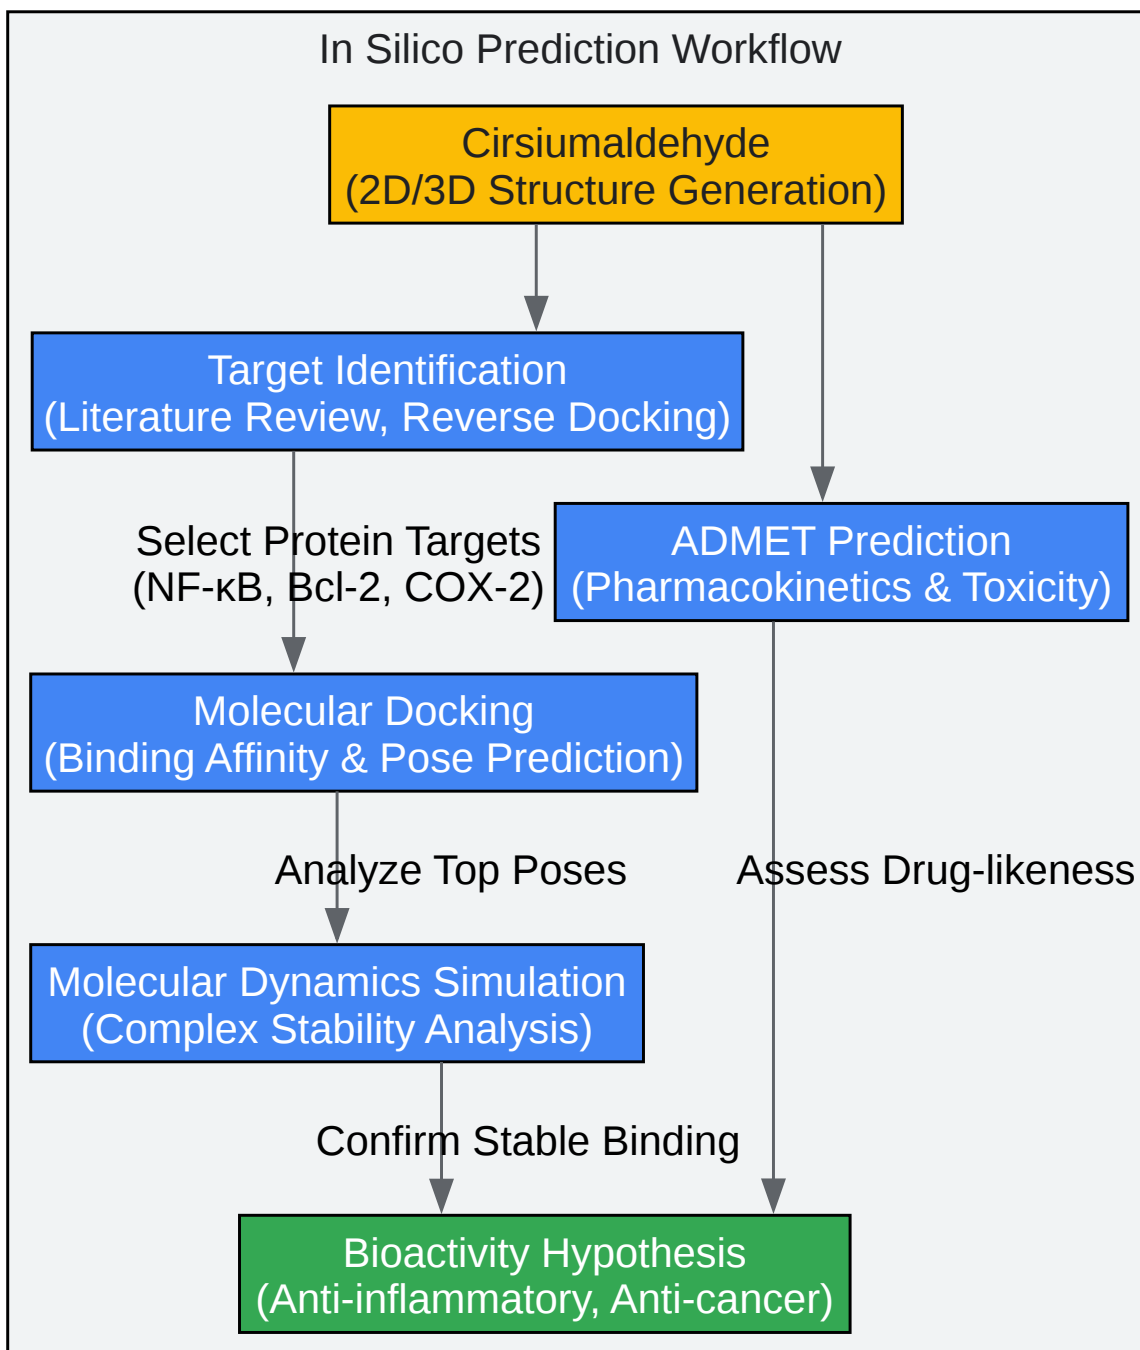 In Silico Prediction Workflow
Cirsiumaldehyde
(2D/3D Structure Generation)
Target Identification
(Literature Review, Reverse Docking)
Select Protein Targets
(NF-κB, Bcl-2, COX-2)
ADMET Prediction
(Pharmacokinetics & Toxicity)
Molecular Docking
(Binding Affinity & Pose Prediction)
Analyze Top Poses
Assess Drug-likeness
Molecular Dynamics Simulation
(Complex Stability Analysis)
Confirm Stable Binding
Bioactivity Hypothesis
(Anti-inflammatory, Anti-cancer)